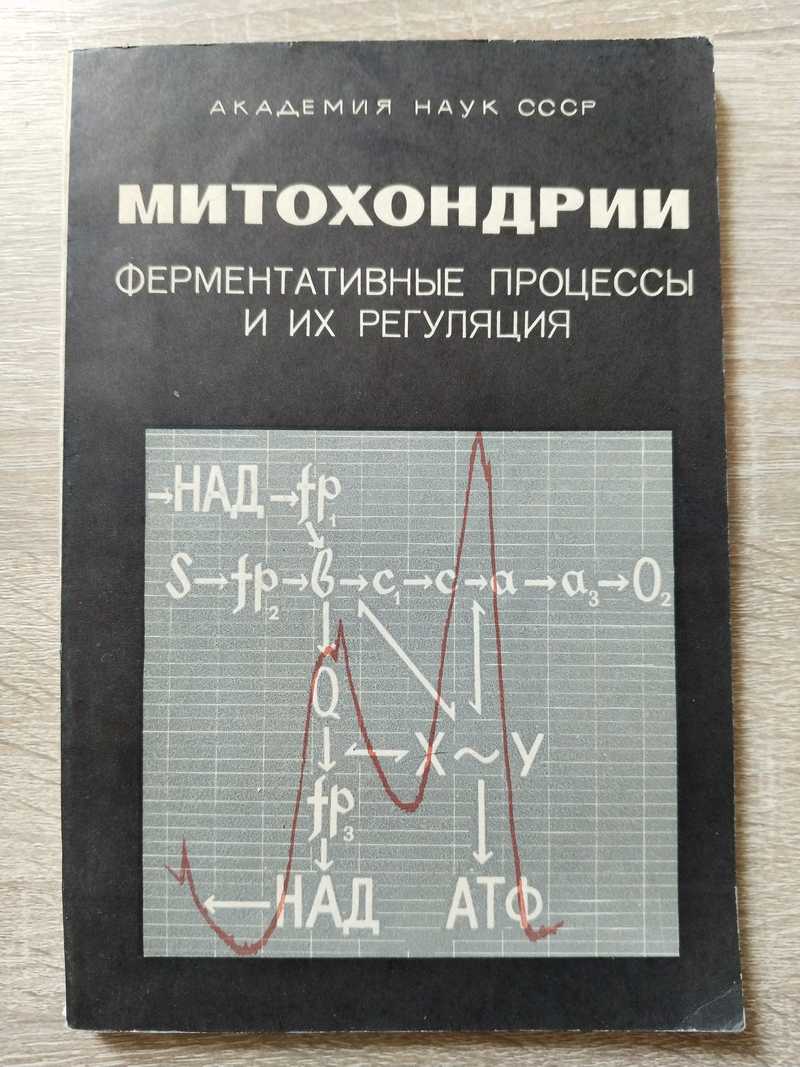 АКАДЕМИЯ НАУК СССР
МИТОХОНДРИИ
ФЕРМЕНТАТИВНЫЕ ПРОЦЕССЫ
И ИХ РЕГУЛЯЦИЯ
→НАД→fp₁
S→fp₂→b→c₁→c→a→a₃→O₂
Q
X~Y
fp₃
←НАД АТФ